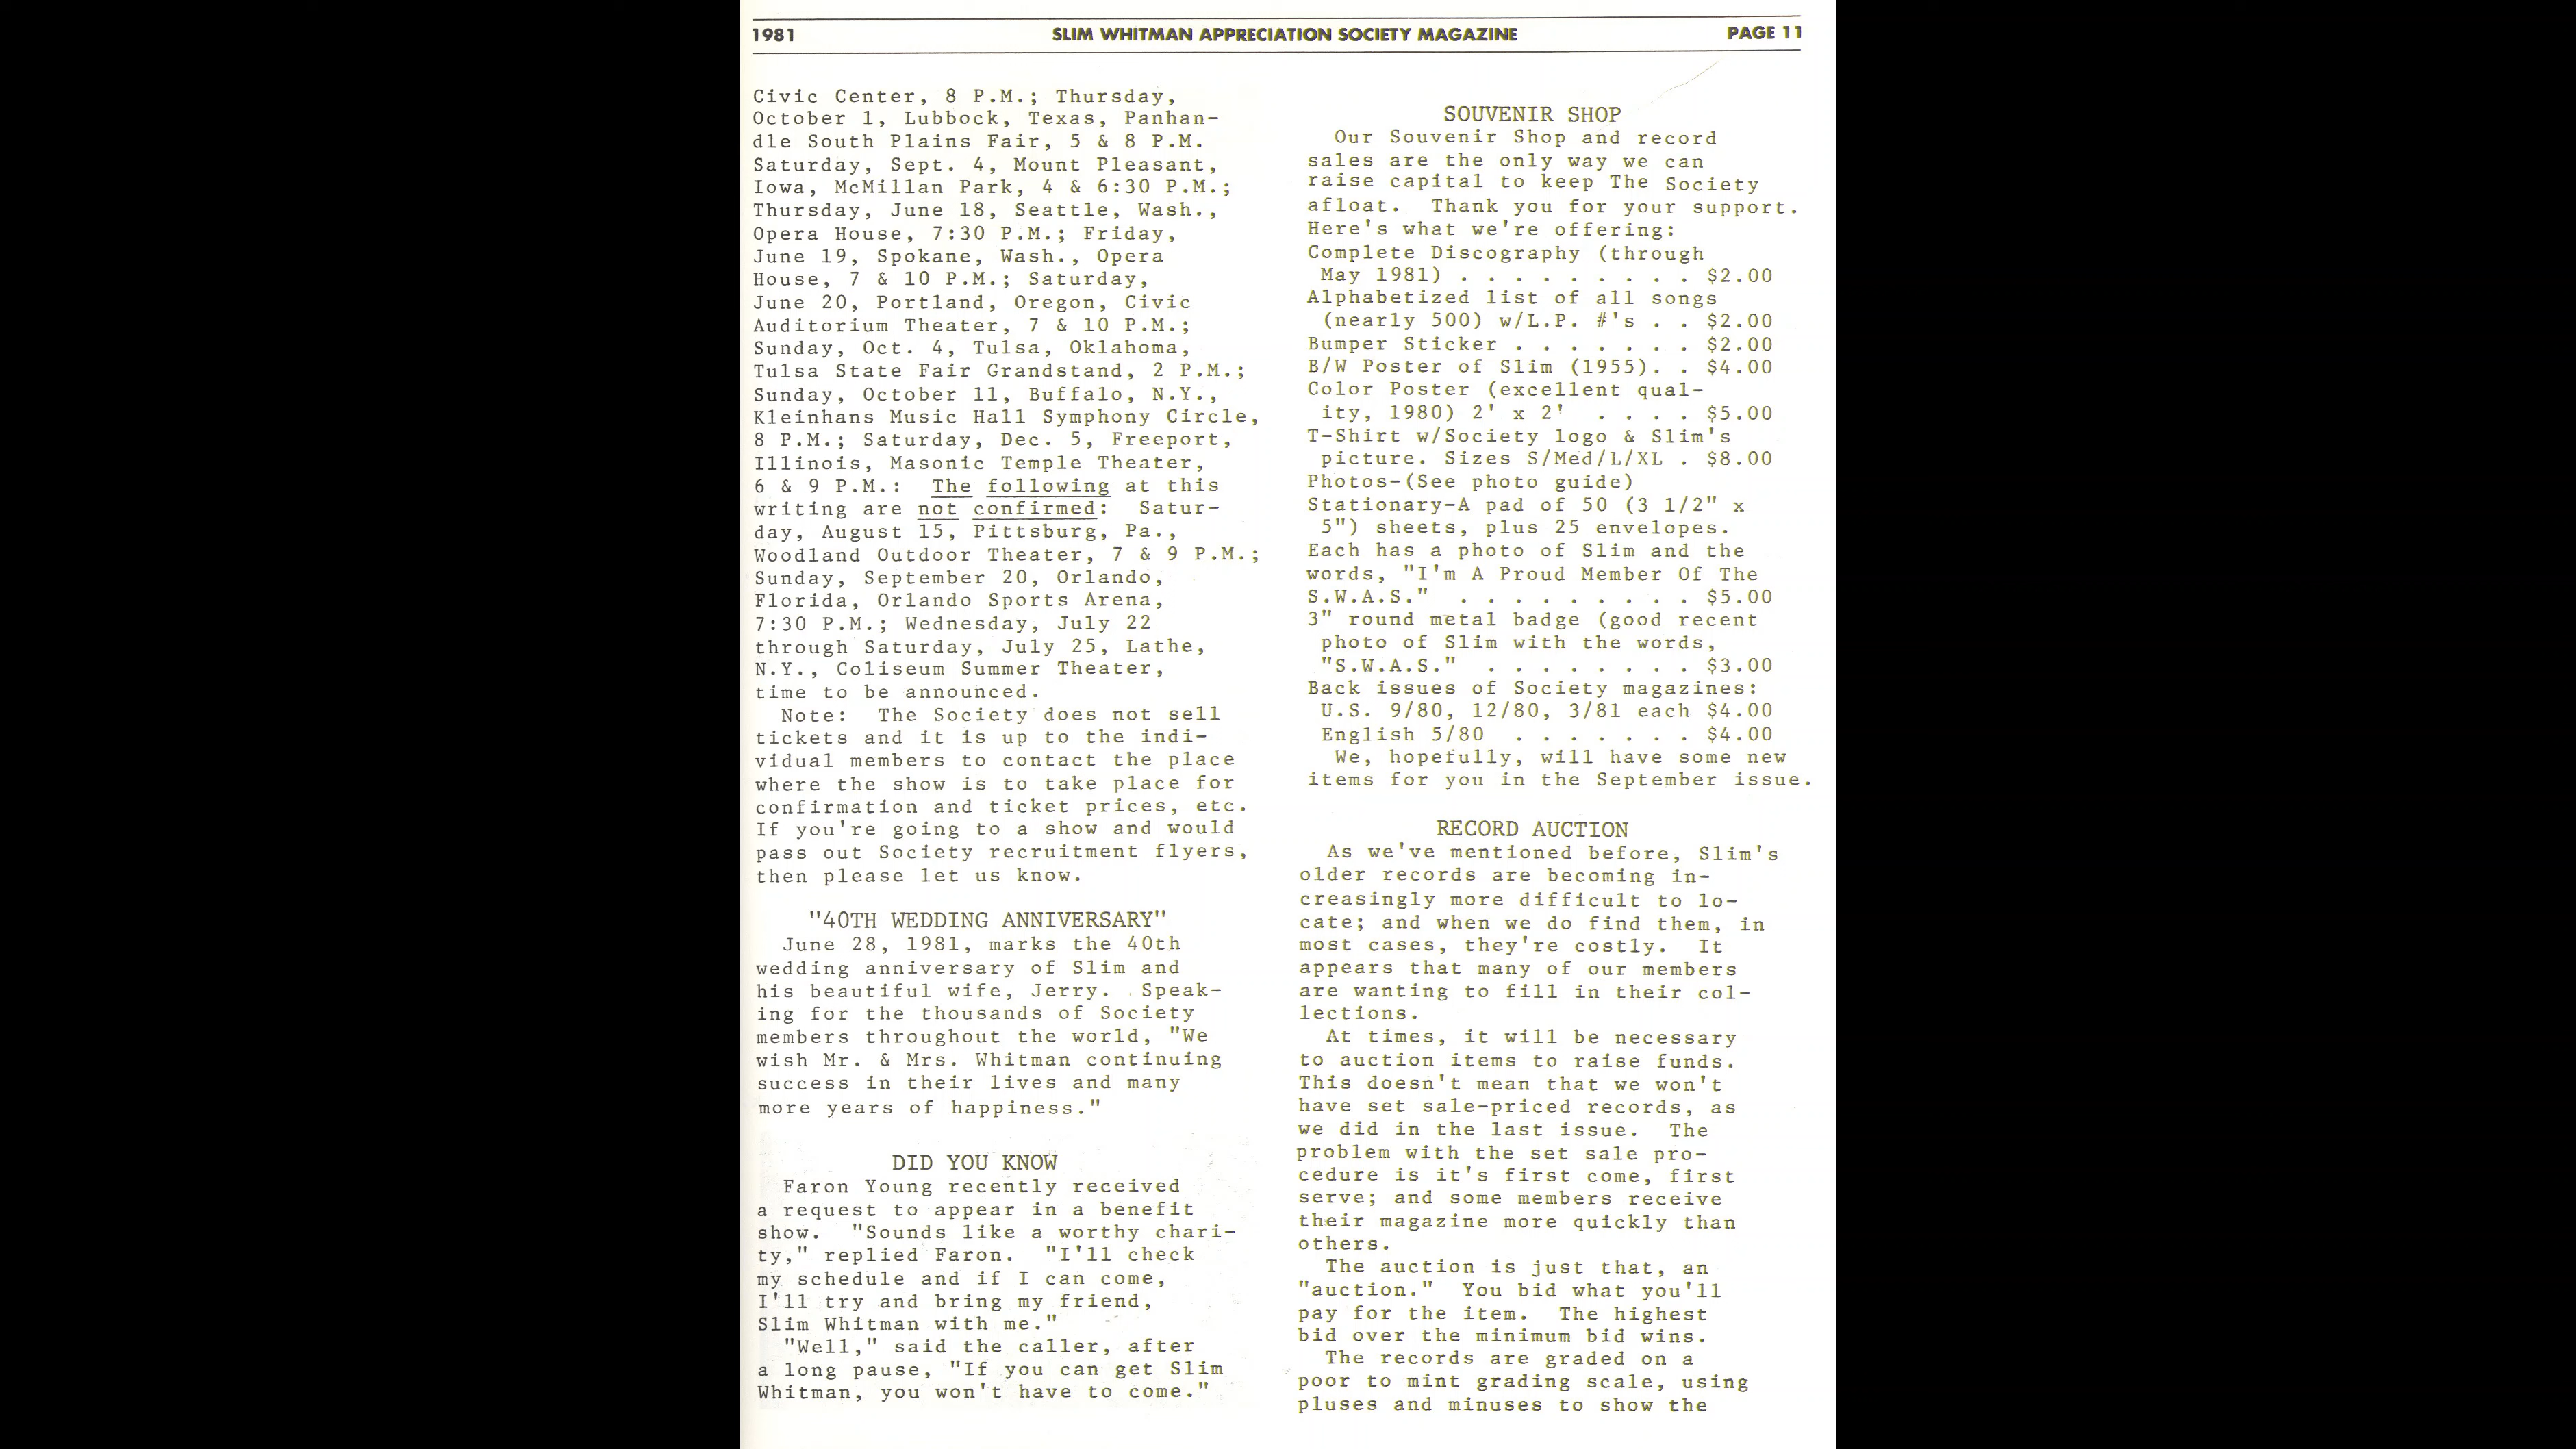 1981 SLIM WHITMAN APPRECIATION SOCIETY MAGAZINE PAGE 11
Civic Center, 8 P.M.; Thursday,
October 1, Lubbock, Texas, Panhan-
dle South Plains Fair, 5 & 8 P.M.
Saturday, Sept. 4, Mount Pleasant,
Iowa, McMillan Park, 4 & 6:30 P.M.;
Thursday, June 18, Seattle, Wash.,
Opera House, 7:30 P.M.; Friday,
June 19, Spokane, Wash., Opera
House, 7 & 10 P.M.; Saturday,
June 20, Portland, Oregon, Civic
Auditorium Theater, 7 & 10 P.M.;
Sunday, Oct. 4, Tulsa, Oklahoma,
Tulsa State Fair Grandstand, 2 P.M.;
Sunday, October 11, Buffalo, N.Y.,
Kleinhans Music Hall Symphony Circle,
8 P.M.; Saturday, Dec. 5, Freeport,
Illinois, Masonic Temple Theater,
6 & 9 P.M.: The following at this
writing are not confirmed: Satur-
day, August 15, Pittsburg, Pa.,
Woodland Outdoor Theater, 7 & 9 P.M.;
Sunday, September 20, Orlando,
Florida, Orlando Sports Arena,
7:30 P.M.; Wednesday, July 22
through Saturday, July 25, Lathe,
N.Y., Coliseum Summer Theater,
time to be announced.
Note: The Society does not sell
tickets and it is up to the indi-
vidual members to contact the place
where the show is to take place for
confirmation and ticket prices, etc.
If you're going to a show and would
pass out Society recruitment flyers,
then please let us know.
"40TH WEDDING ANNIVERSARY"
June 28, 1981, marks the 40th
wedding anniversary of Slim and
his beautiful wife, Jerry. Speak-
ing for the thousands of Society
members throughout the world, "We
wish Mr. & Mrs. Whitman continuing
success in their lives and many
more years of happiness."
DID YOU KNOW
Faron Young recently received
a request to appear in a benefit
show. "Sounds like a worthy chari-
ty," replied Faron. "I'll check
my schedule and if I can come,
I'll try and bring my friend,
Slim Whitman with me."
"Well," said the caller, after
a long pause, "If you can get Slim
Whitman, you won't have to come."
SOUVENIR SHOP
Our Souvenir Shop and record
sales are the only way we can
raise capital to keep The Society
afloat. Thank you for your support.
Here's what we're offering:
Complete Discography (through
May 1981) . . . . . . . . . $2.00
Alphabetized list of all songs
(nearly 500) w/L.P. #'s . . $2.00
Bumper Sticker . . . . . . . $2.00
B/W Poster of Slim (1955). . $4.00
Color Poster (excellent qual-
ity, 1980) 2' x 2' . . . . $5.00
T-Shirt w/Society logo & Slim's
picture. Sizes S/Med/L/XL . $8.00
Photos-(See photo guide)
Stationary-A pad of 50 (3 1/2" x
5") sheets, plus 25 envelopes.
Each has a photo of Slim and the
words, "I'm A Proud Member Of The
S.W.A.S." . . . . . . . . . $5.00
3" round metal badge (good recent
photo of Slim with the words,
"S.W.A.S." . . . . . . . . $3.00
Back issues of Society magazines:
U.S. 9/80, 12/80, 3/81 each $4.00
English 5/80 . . . . . . . $4.00
We, hopefully, will have some new
items for you in the September issue.
RECORD AUCTION
As we've mentioned before, Slim's
older records are becoming in-
creasingly more difficult to lo-
cate; and when we do find them, in
most cases, they're costly. It
appears that many of our members
are wanting to fill in their col-
lections.
At times, it will be necessary
to auction items to raise funds.
This doesn't mean that we won't
have set sale-priced records, as
we did in the last issue. The
problem with the set sale pro-
cedure is it's first come, first
serve; and some members receive
their magazine more quickly than
others.
The auction is just that, an
"auction." You bid what you'll
pay for the item. The highest
bid over the minimum bid wins.
The records are graded on a
poor to mint grading scale, using
pluses and minuses to show the